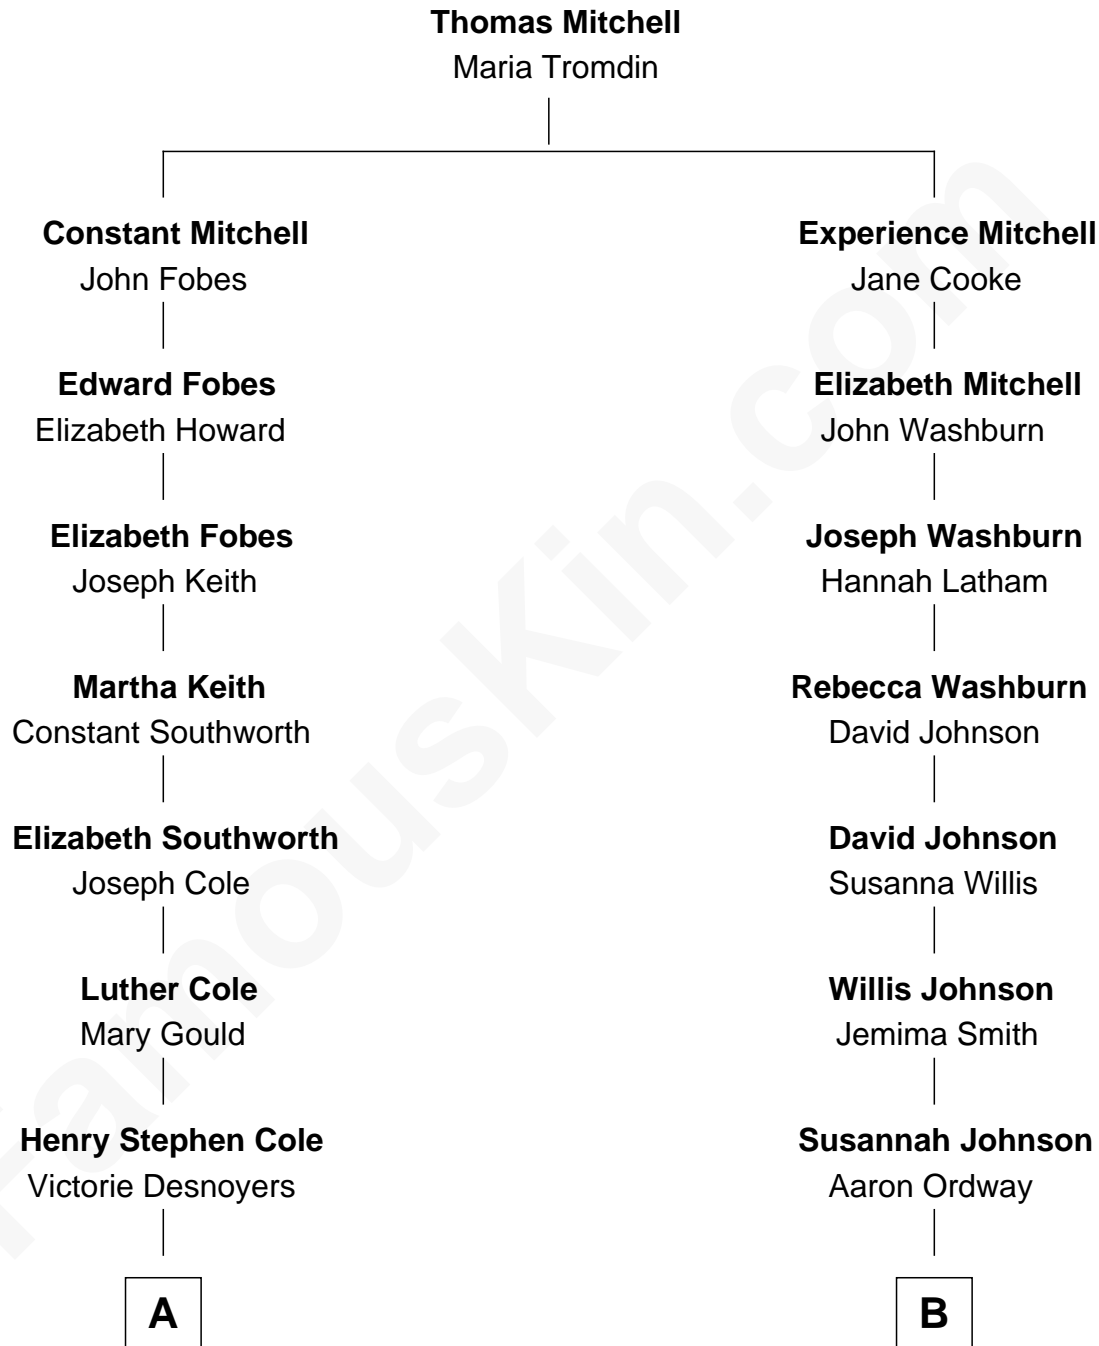 Thomas Mitchell
Maria Tromdin
Constant Mitchell
John Fobes
Edward Fobes
Elizabeth Howard
Elizabeth Fobes
Joseph Keith
Martha Keith
Constant Southworth
Elizabeth Southworth
Joseph Cole
Luther Cole
Mary Gould
Henry Stephen Cole
Victorie Desnoyers
A
Experience Mitchell
Jane Cooke
Elizabeth Mitchell
John Washburn
Joseph Washburn
Hannah Latham
Rebecca Washburn
David Johnson
David Johnson
Susanna Willis
Willis Johnson
Jemima Smith
Susannah Johnson
Aaron Ordway
B
FamousKin.com